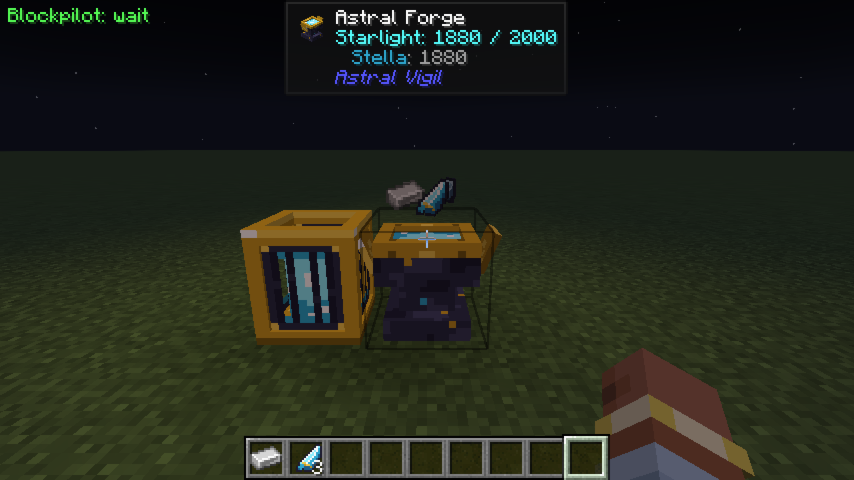 Blockpilot: wait
Astral Forge
Starlight: 1880 / 2000
Stella: 1880
Astral Vigil
3